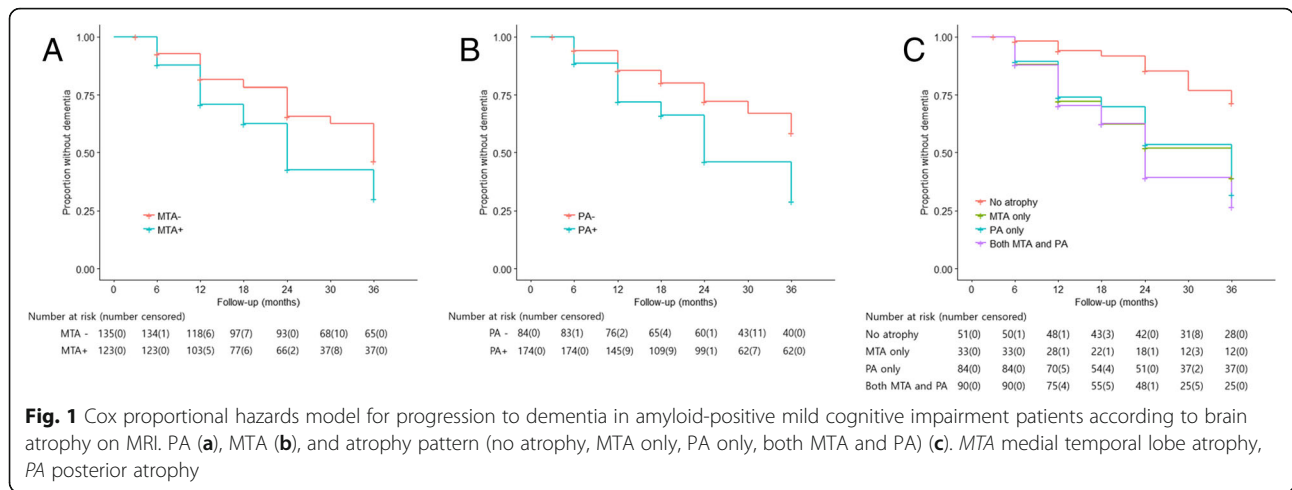 A
Proportion without dementia
1.00
0.75
0.50
0.25
0.00
MTA-
MTA+
0 6 12 18 24 30 36
Follow-up (months)
Number at risk (number censored)
MTA - 135(0) 134(1) 118(6) 97(7) 93(0) 68(10) 65(0)
MTA+ 123(0) 123(0) 103(5) 77(6) 66(2) 37(8) 37(0)
B
Proportion without dementia
1.00
0.75
0.50
0.25
0.00
PA-
PA+
0 6 12 18 24 30 36
Follow-up (months)
Number at risk (number censored)
PA - 84(0) 83(1) 76(2) 65(4) 60(1) 43(11) 40(0)
PA+ 174(0) 174(0) 145(9) 109(9) 99(1) 62(7) 62(0)
C
Proportion without dementia
1.00
0.75
0.50
0.25
0.00
No atrophy
MTA only
PA only
Both MTA and PA
0 6 12 18 24 30 36
Follow-up (months)
Number at risk (number censored)
No atrophy 51(0) 50(1) 48(1) 43(3) 42(0) 31(8) 28(0)
MTA only 33(0) 33(0) 28(1) 22(1) 18(1) 12(3) 12(0)
PA only 84(0) 84(0) 70(5) 54(4) 51(0) 37(2) 37(0)
Both MTA and PA 90(0) 90(0) 75(4) 55(5) 48(1) 25(5) 25(0)
Fig. 1 Cox proportional hazards model for progression to dementia in amyloid-positive mild cognitive impairment patients according to brain
atrophy on MRI. PA (a), MTA (b), and atrophy pattern (no atrophy, MTA only, PA only, both MTA and PA) (c). MTA medial temporal lobe atrophy,
PA posterior atrophy